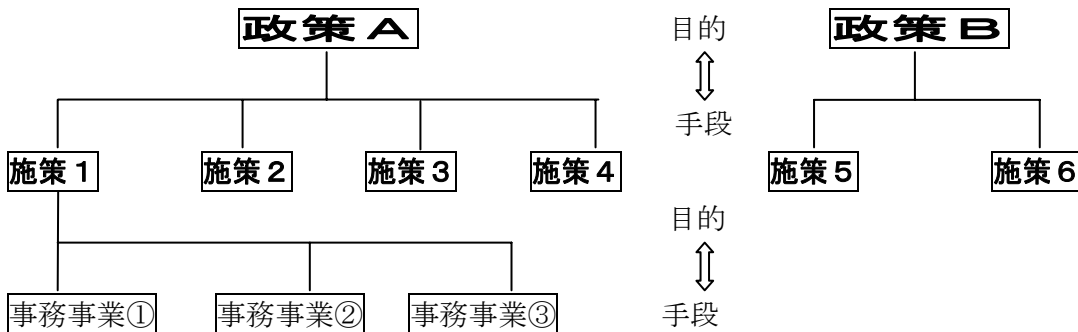 政策A 目的 政策B
手段
施策1 施策2 施策3 施策4 施策5 施策6
目的
事務事業① 事務事業② 事務事業③ 手段